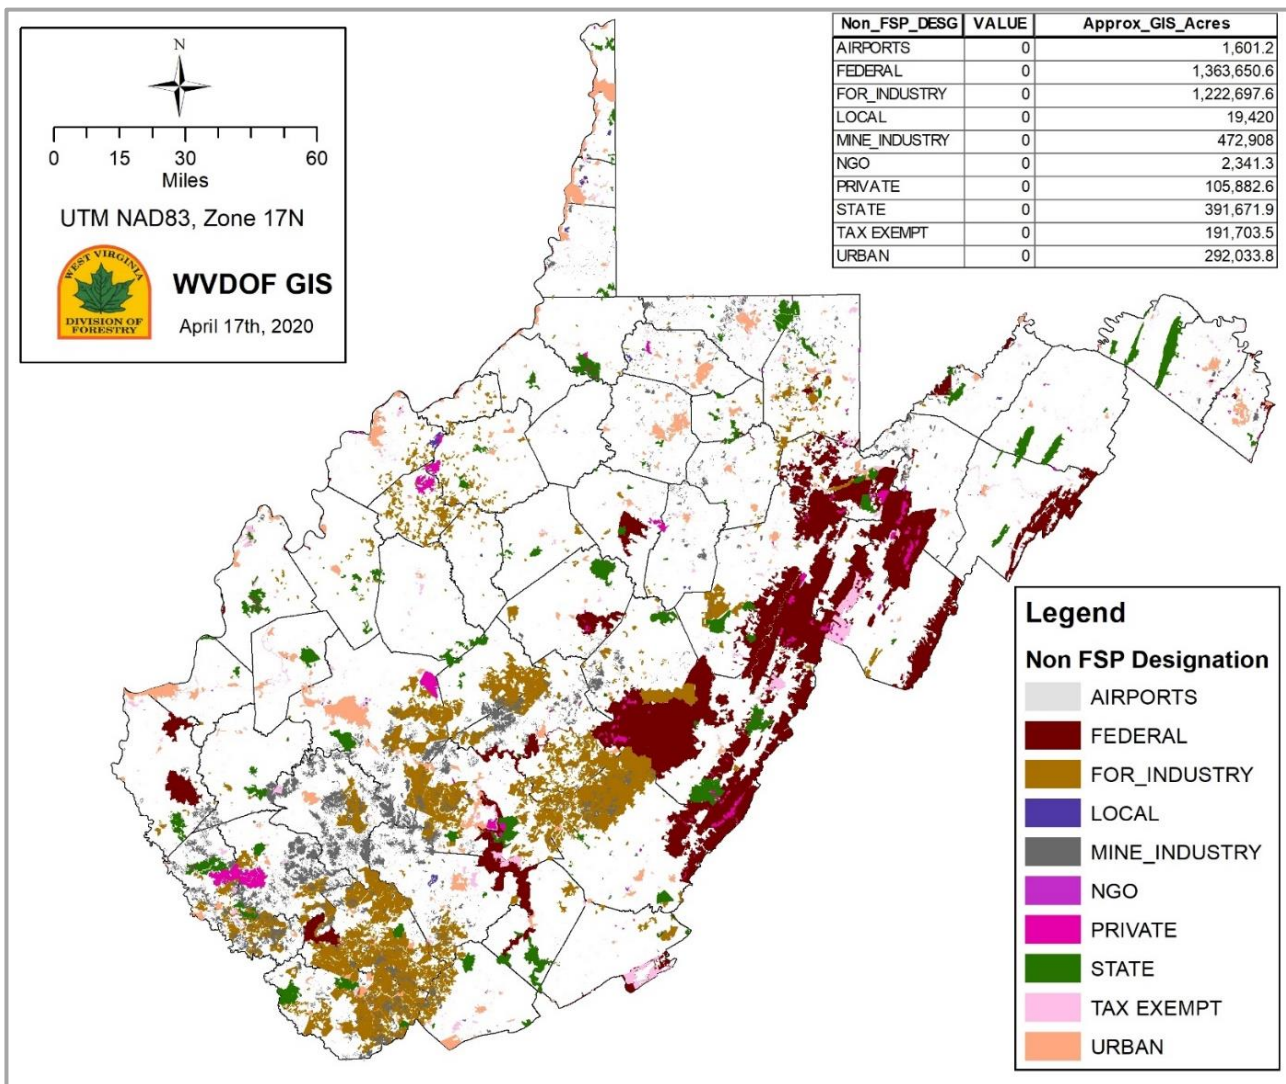 N
0 15 30 60
Miles
UTM NAD83, Zone 17N
WEST VIRGINIA
DIVISION OF
FORESTRY
WVDOF GIS
April 17th, 2020
Non_FSP_DESG VALUE Approx_GIS_Acres
AIRPORTS 0 1,601.2
FEDERAL 0 1,363,650.6
FOR_INDUSTRY 0 1,222,697.6
LOCAL 0 19,420
MINE_INDUSTRY 0 472,908
NGO 0 2,341.3
PRIVATE 0 105,882.6
STATE 0 391,671.9
TAX EXEMPT 0 191,703.5
URBAN 0 292,033.8
Legend
Non FSP Designation
AIRPORTS
FEDERAL
FOR_INDUSTRY
LOCAL
MINE_INDUSTRY
NGO
PRIVATE
STATE
TAX EXEMPT
URBAN